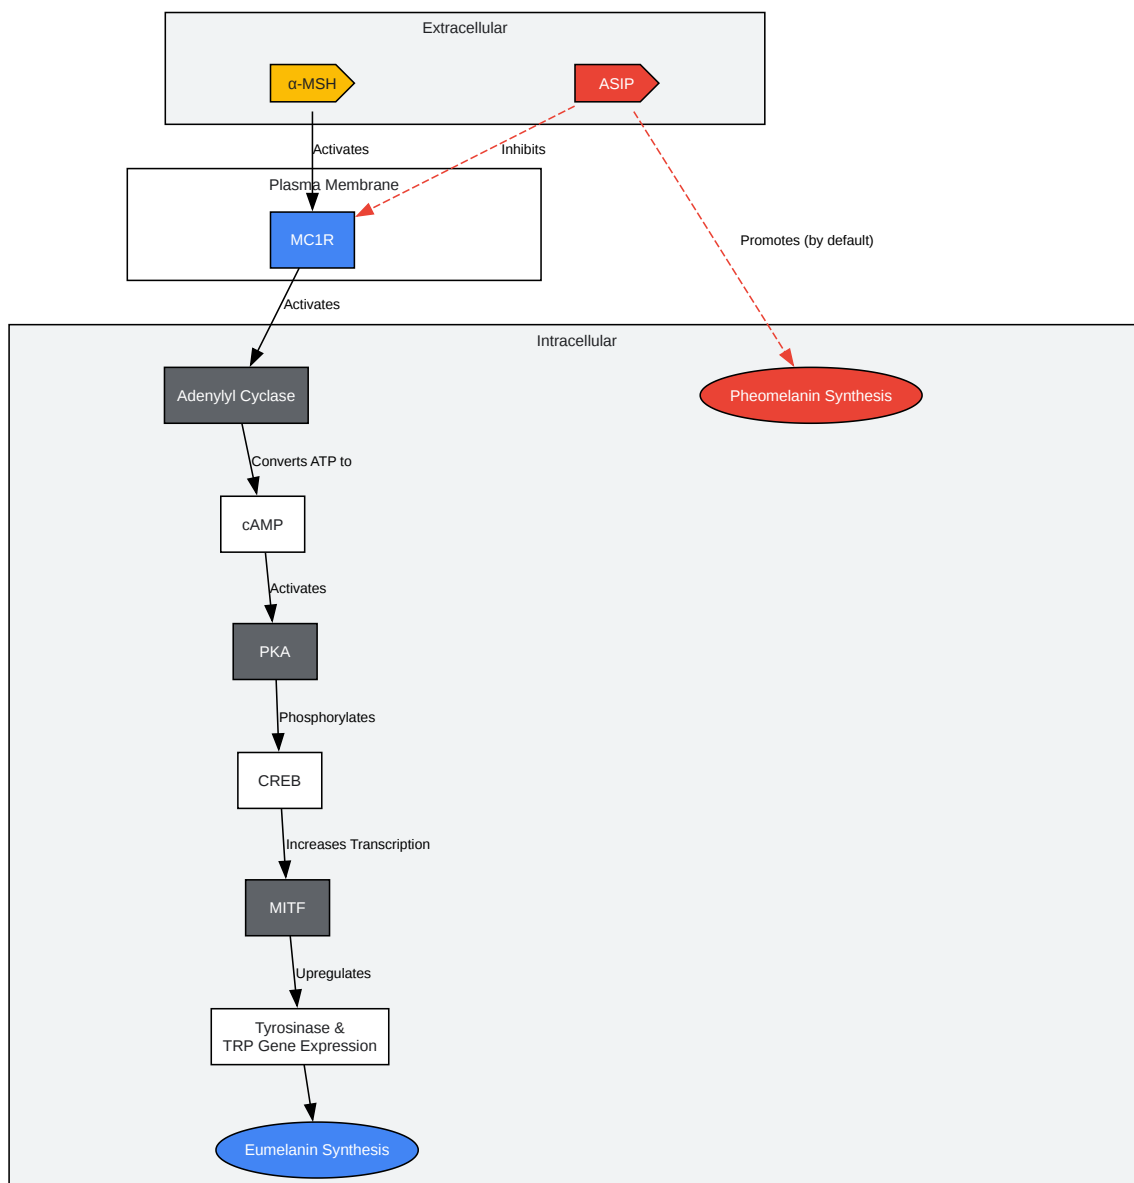 Extracellular
α-MSH
ASIP
Activates
Inhibits
Plasma Membrane
MC1R
Promotes (by default)
Activates
Intracellular
Adenylyl Cyclase
Pheomelanin Synthesis
Converts ATP to
cAMP
Activates
PKA
Phosphorylates
CREB
Increases Transcription
MITF
Upregulates
Tyrosinase &
TRP Gene Expression
Eumelanin Synthesis